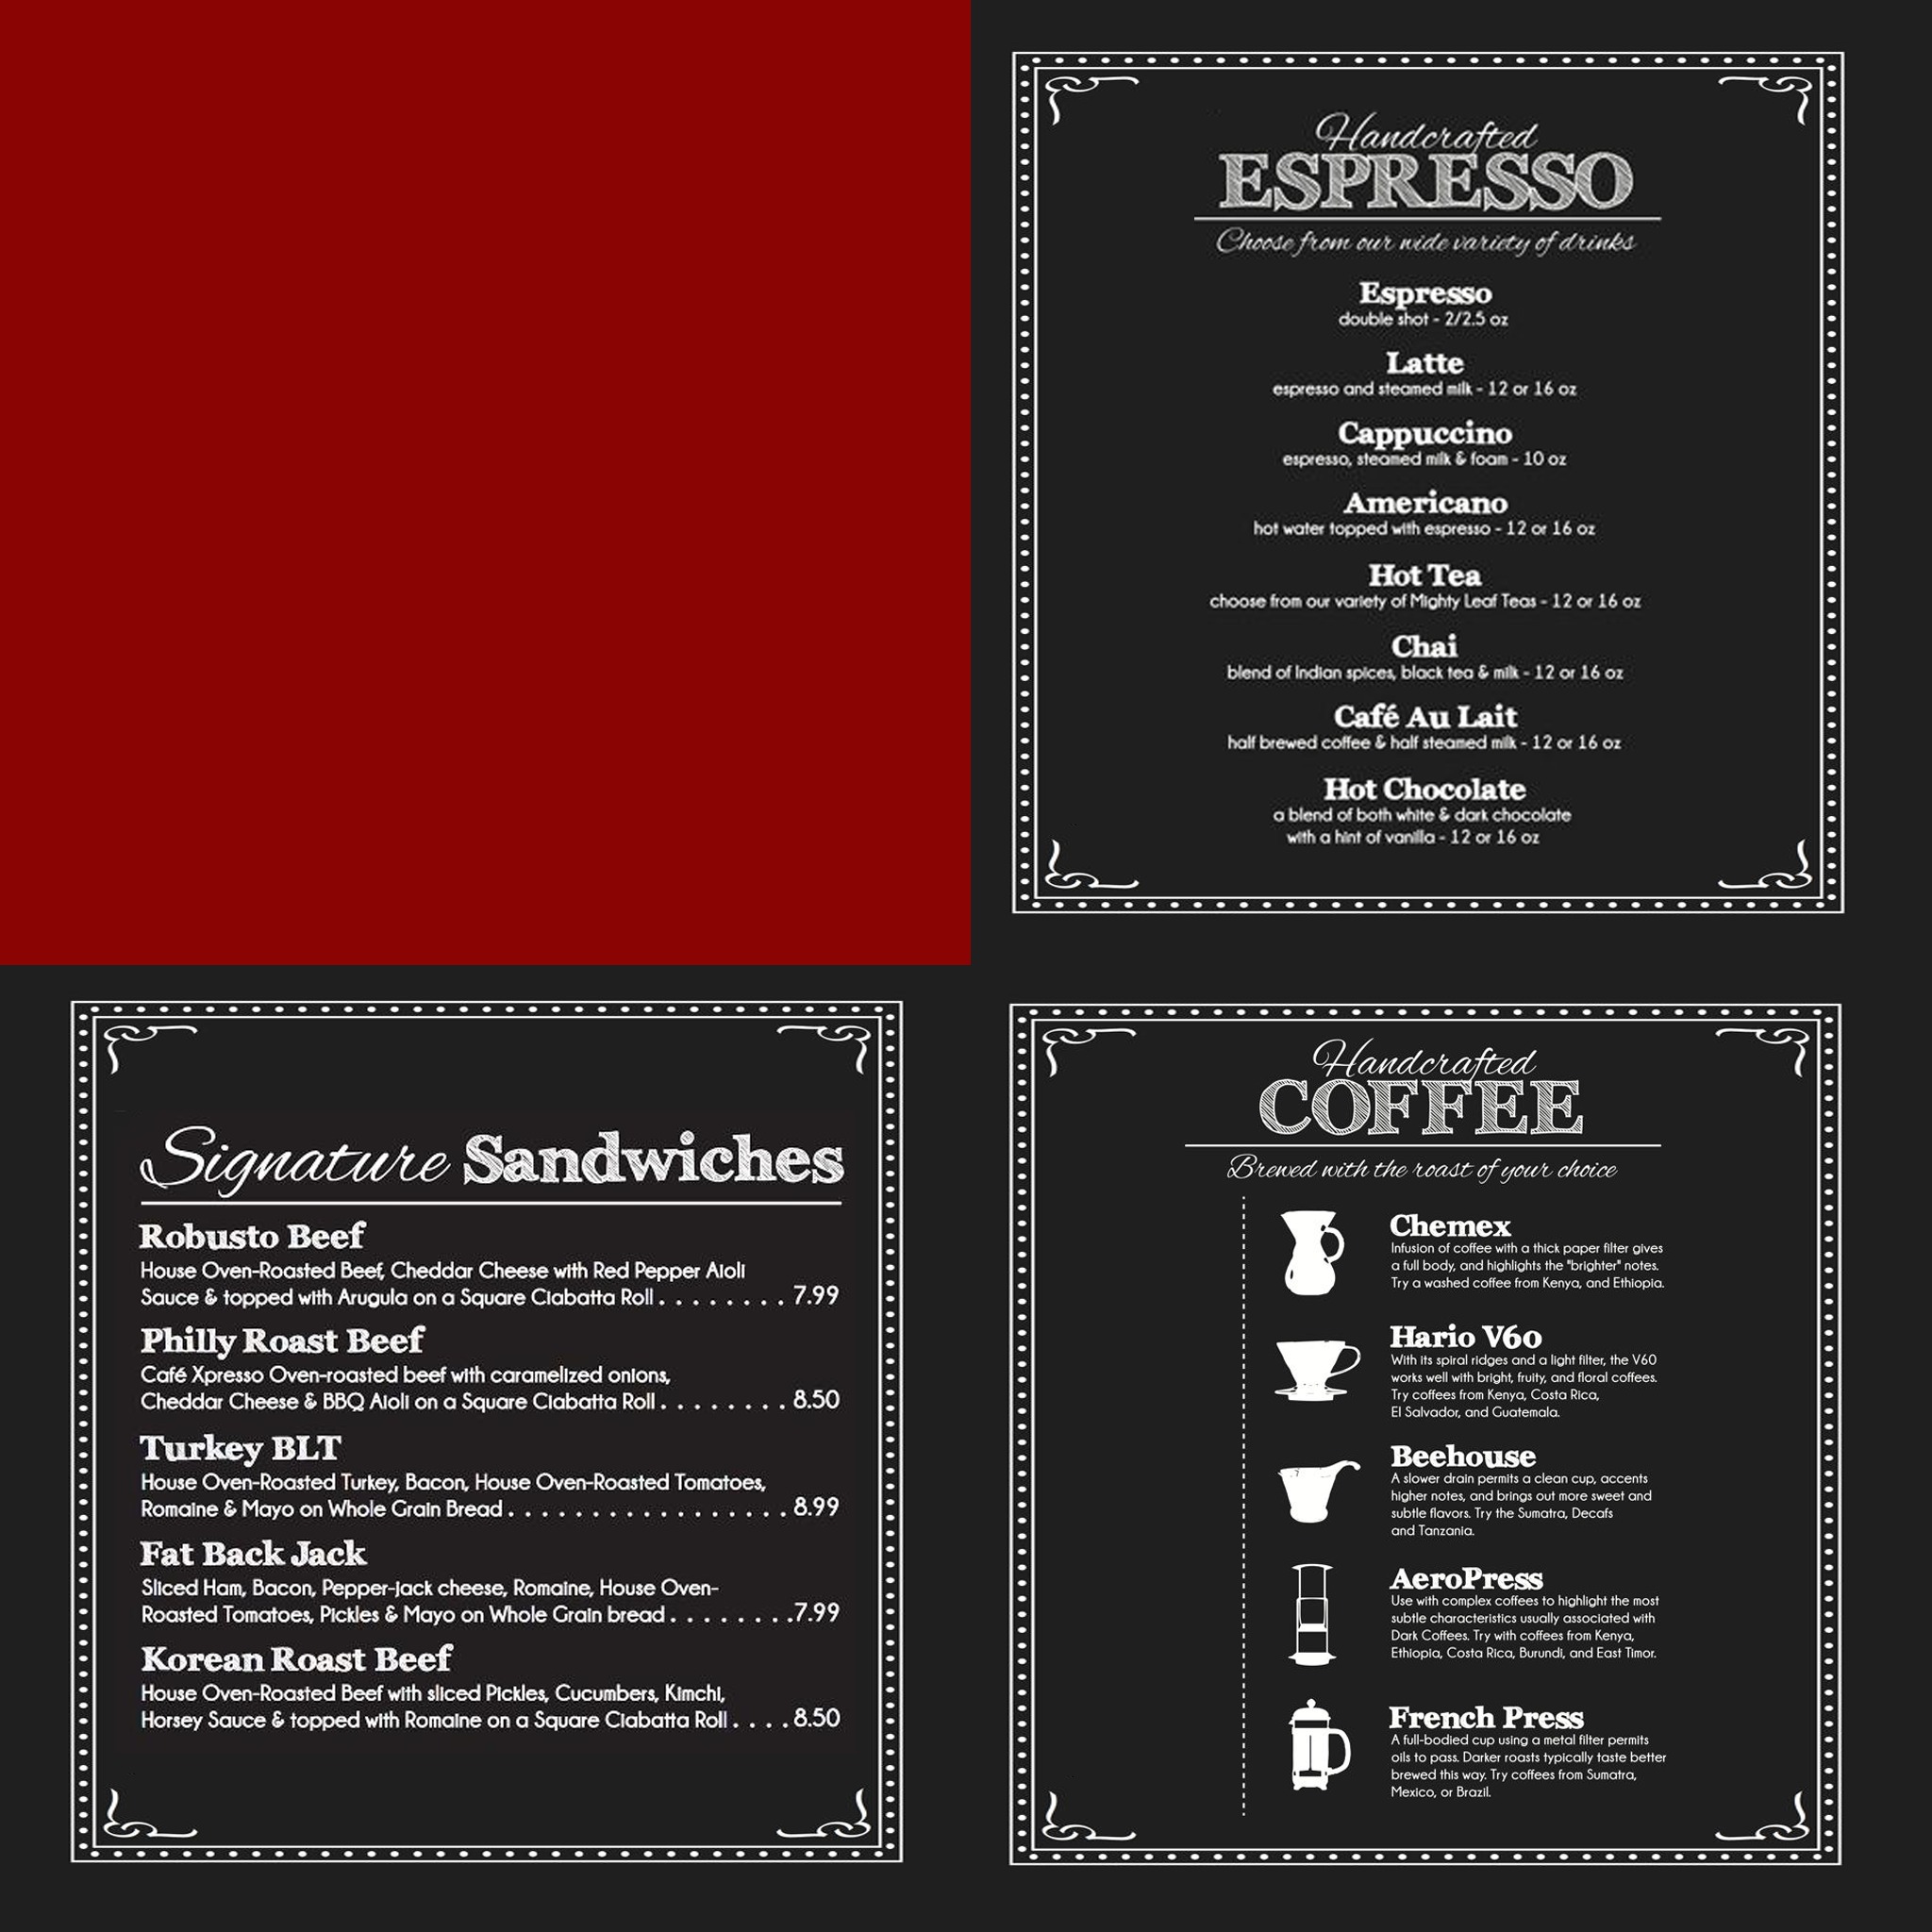 Handcrafted
ESPRESSO
Choose from our wide variety of drinks
Espresso
double shot - 2/2.5 oz
Latte
espresso and steamed milk - 12 or 16 oz
Cappuccino
espresso, steamed milk & foam - 10 oz
Americano
hot water topped with espresso - 12 or 16 oz
Hot Tea
choose from our variety of Mighty Leaf Teas - 12 or 16 oz
Chai
blend of Indian spices, black tea & milk - 12 or 16 oz
Café Au Lait
half brewed coffee & half steamed milk - 12 or 16 oz
Hot Chocolate
a blend of both white & dark chocolate
with a hint of vanilla - 12 or 16 oz
Signature Sandwiches
Robusto Beef
House Oven-Roasted Beef, Cheddar Cheese with Red Pepper Aioli
Sauce & topped with Arugula on a Square Ciabatta Roll . . . . . . . . 7.99
Philly Roast Beef
Café Xpresso Oven-roasted beef with caramelized onions,
Cheddar Cheese & BBQ Aioli on a Square Ciabatta Roll . . . . . . . . 8.50
Turkey BLT
House Oven-Roasted Turkey, Bacon, House Oven-Roasted Tomatoes,
Romaine & Mayo on Whole Grain Bread . . . . . . . . . . . . . . . . . 8.99
Fat Back Jack
Sliced Ham, Bacon, Pepper-jack cheese, Romaine, House Oven-
Roasted Tomatoes, Pickles & Mayo on Whole Grain bread . . . . . . . .7.99
Korean Roast Beef
House Oven-Roasted Beef with sliced Pickles, Cucumbers, Kimchi,
Horsey Sauce & topped with Romaine on a Square Ciabatta Roll . . . . 8.50
Handcrafted
COFFEE
Brewed with the roast of your choice
Chemex
Infusion of coffee with a thick paper filter gives
a full body, and highlights the "brighter" notes.
Try a washed coffee from Kenya, and Ethiopia.
Hario V60
With its spiral ridges and a light filter, the V60
works well with bright, fruity, and floral coffees.
Try coffees from Kenya, Costa Rica,
El Salvador, and Guatemala.
Beehouse
A slower drain permits a clean cup, accents
higher notes, and brings out more sweet and
subtle flavors. Try the Sumatra, Decafs
and Tanzania.
AeroPress
Use with complex coffees to highlight the most
subtle characteristics usually associated with
Dark Coffees. Try with coffees from Kenya,
Ethiopia, Costa Rica, Burundi, and East Timor.
French Press
A full-bodied cup using a metal filter permits
oils to pass. Darker roasts typically taste better
brewed this way. Try coffees from Sumatra,
Mexico, or Brazil.